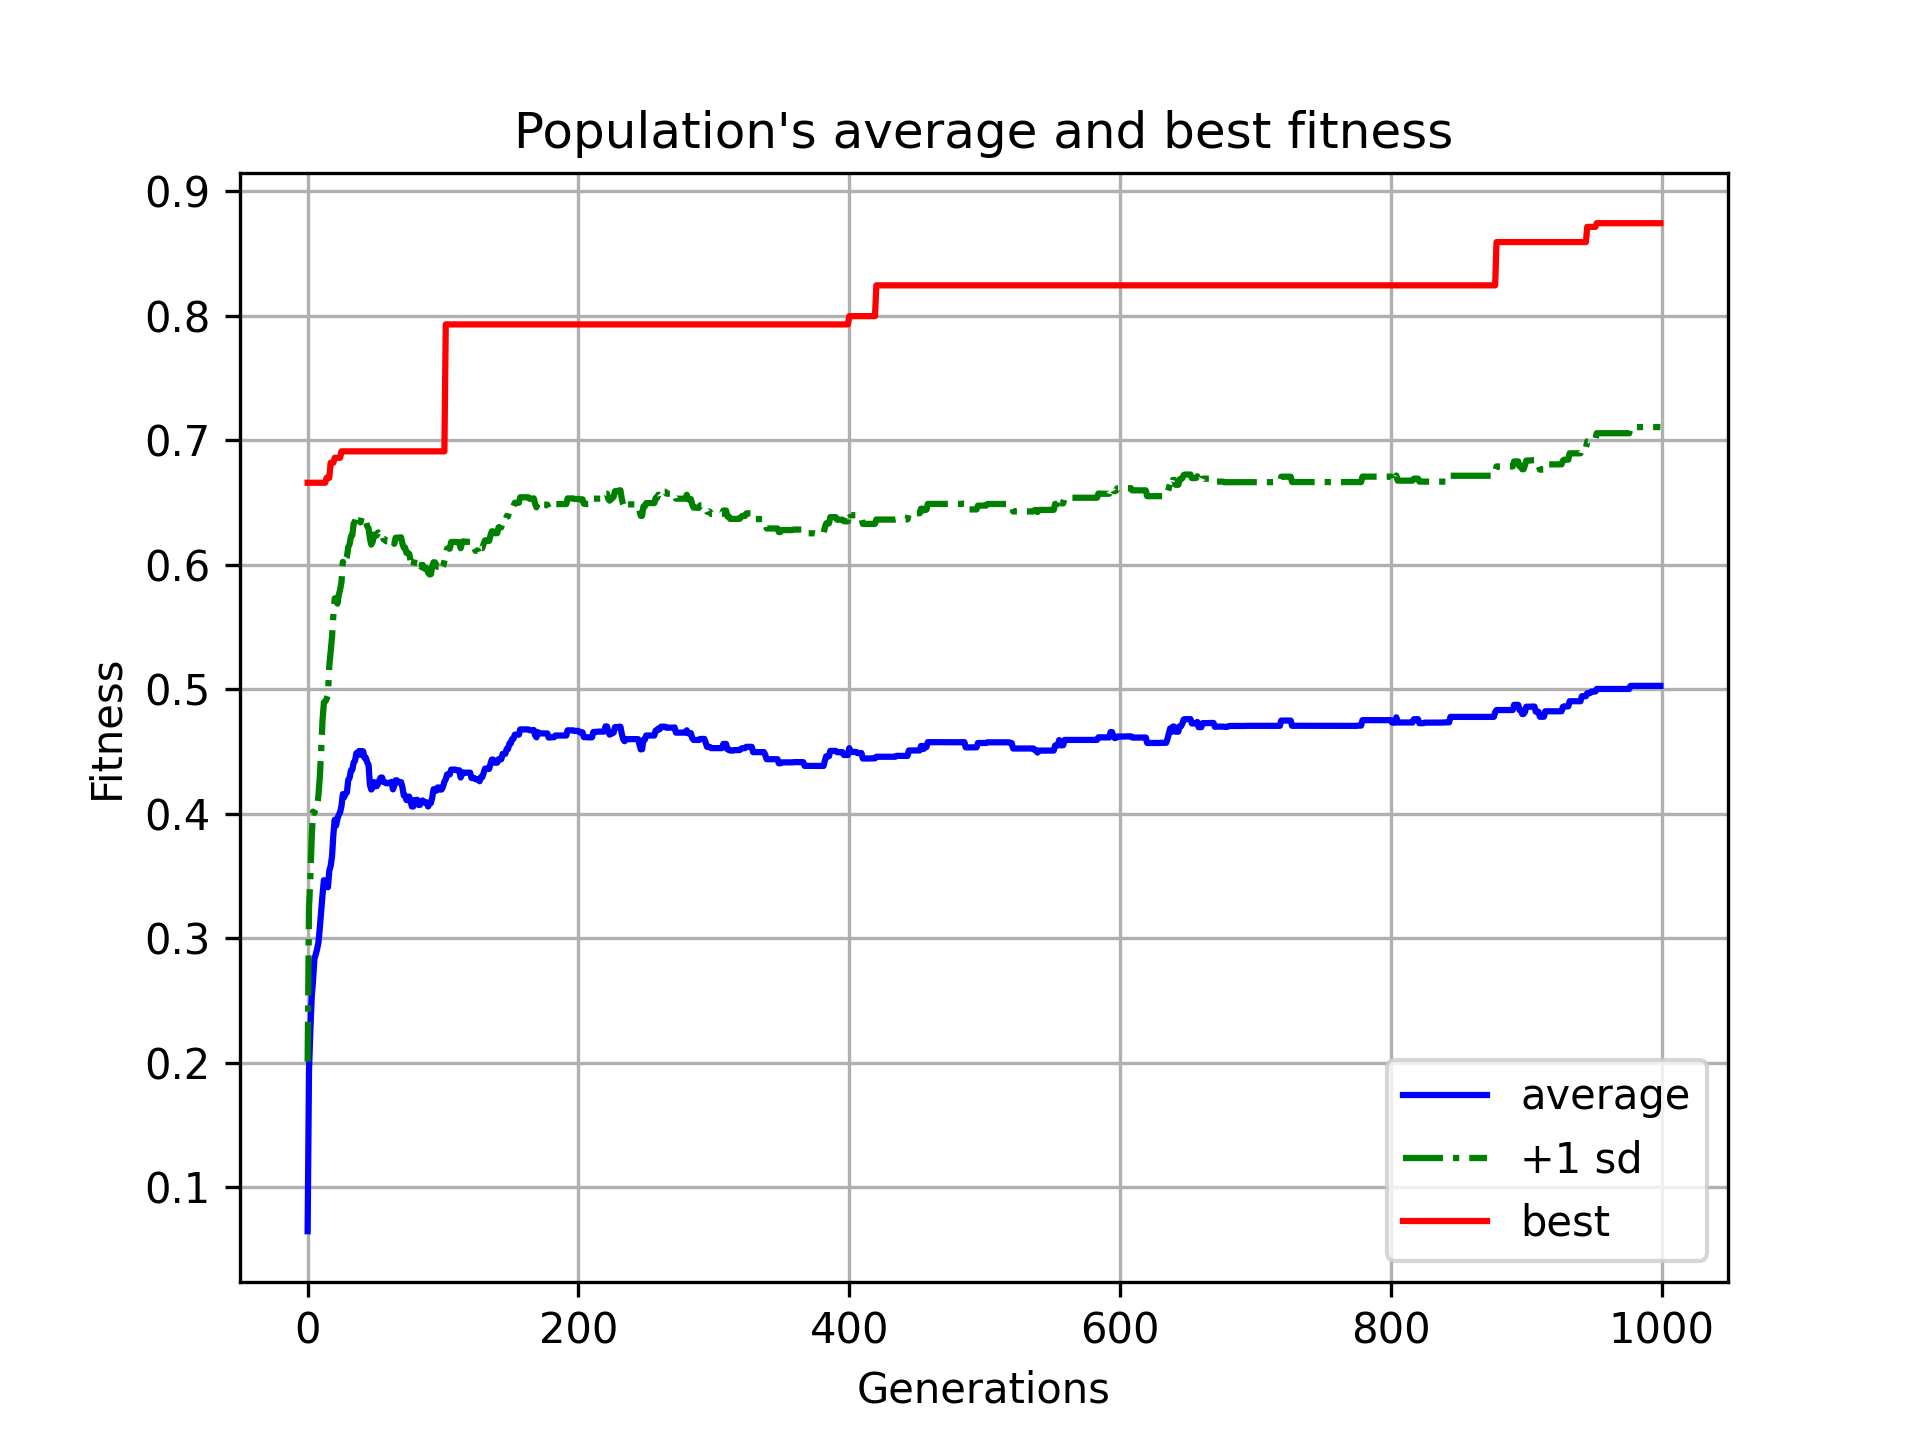 Population's average and best fitness
Fitness
0.9
0.8
0.7
0.6
0.5
0.4
0.3
0.2
0.1
average
+1 sd
best
0 200 400 600 800 1000
Generations